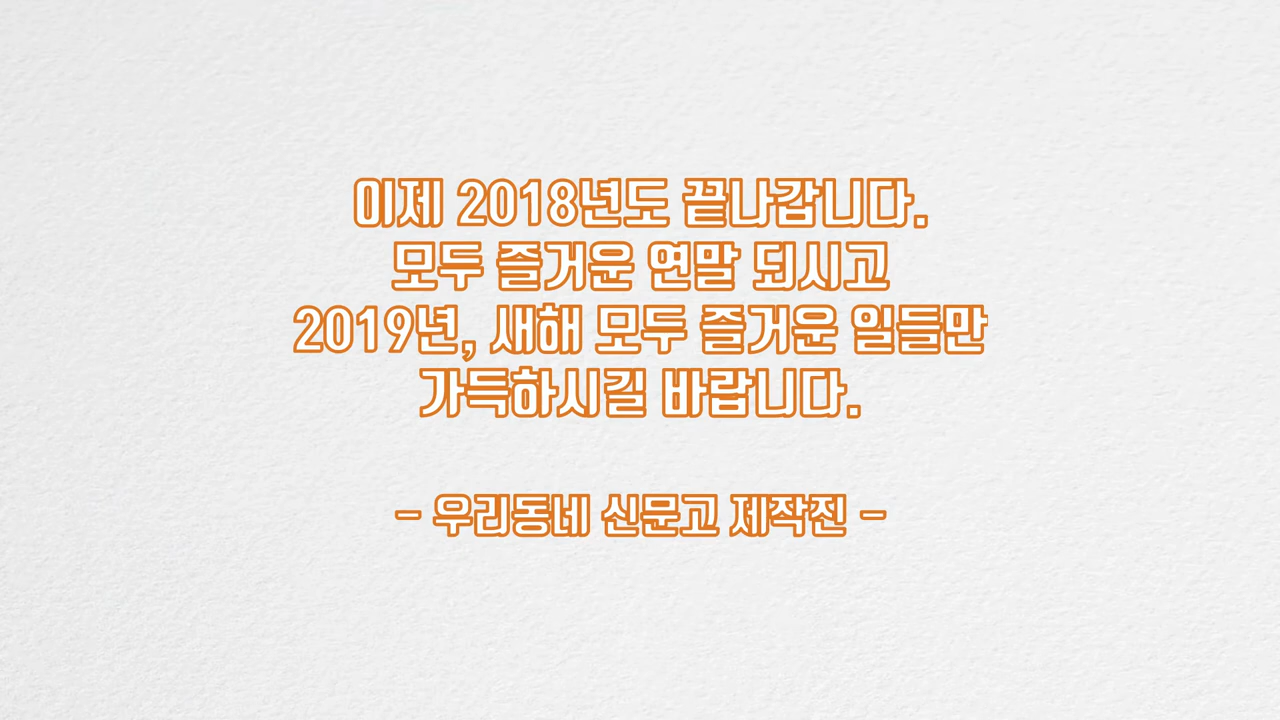 이제 2018년도 끝나갑니다.
모두 즐거운 연말 되시고
2019년, 새해 모두 즐거운 일들만
가득하시길 바랍니다.
- 우리동네 신문고 제작진 -